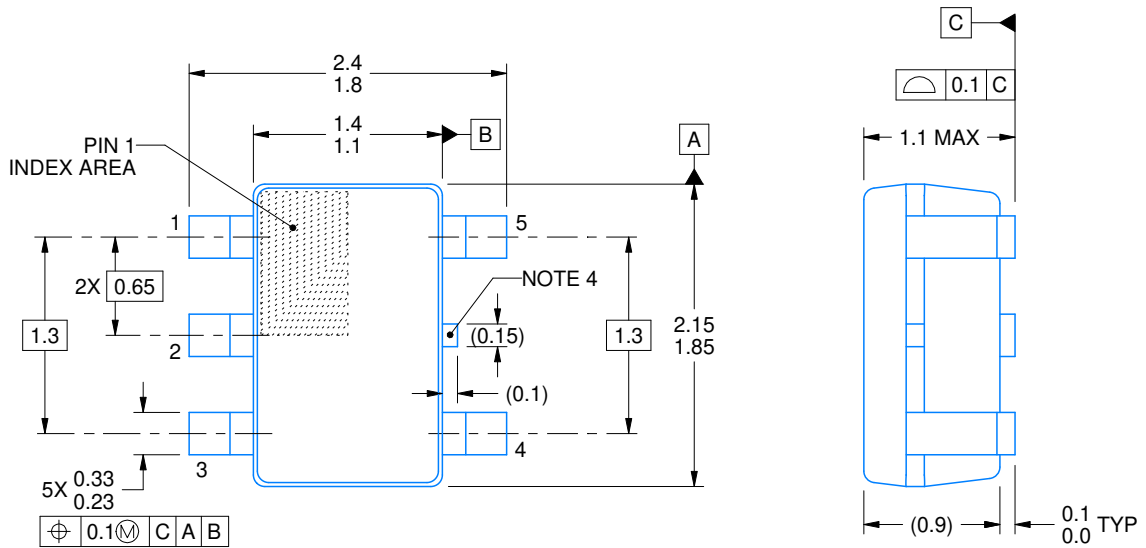 C
0.1 C
2.4
1.8
1.4
1.1
B
A
1.1 MAX
PIN 1
INDEX AREA
1
5
2X 0.65
NOTE 4
1.3
2
(0.15)
1.3
2.15
1.85
(0.1)
3
4
5X 0.33
0.23
0.1 Ⓜ C A B
(0.9)
0.1
0.0 TYP